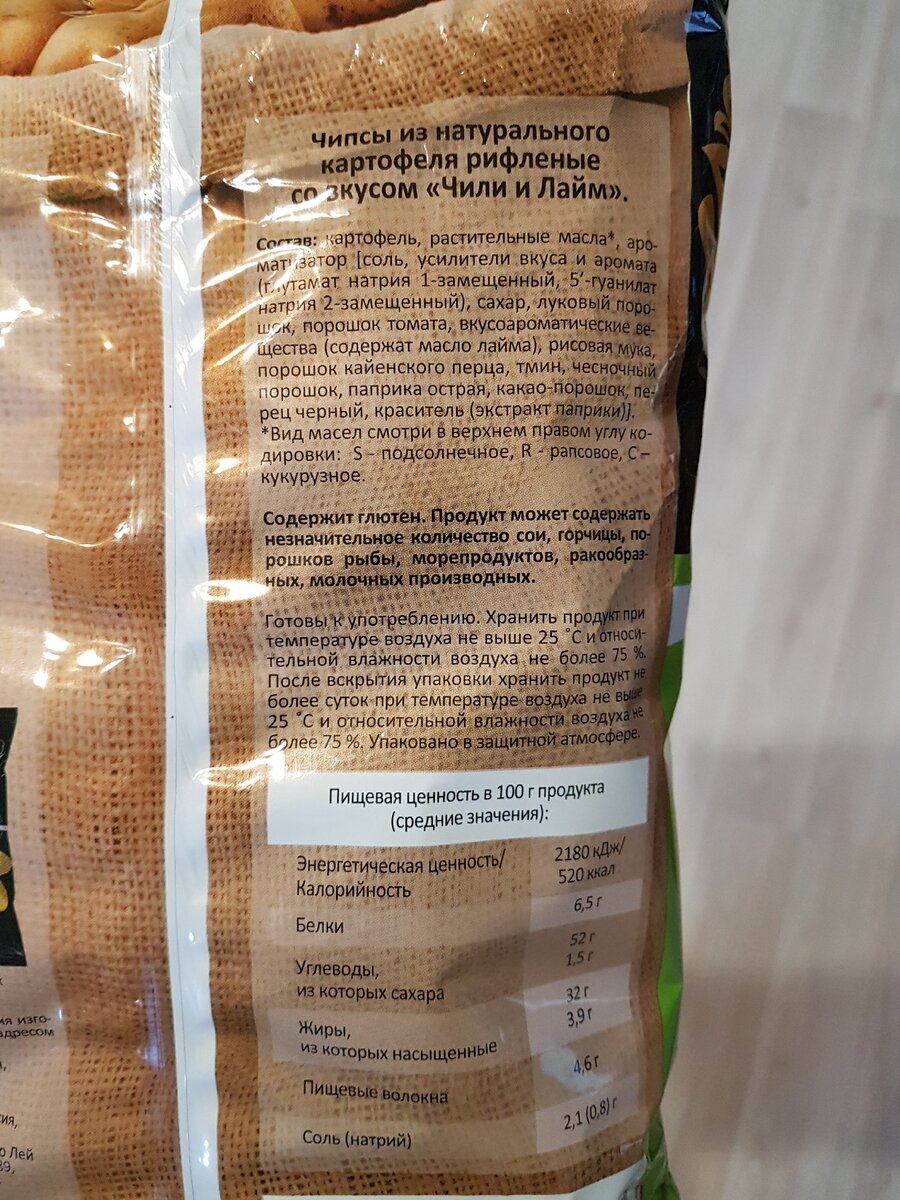 Чипсы из натурального
картофеля рифленые
со вкусом «Чили и Лайм».
Состав: картофель, растительные масла*, аро-
матизатор [соль, усилители вкуса и аромата
(глутамат натрия 1-замещенный, 5’-гуанилат
натрия 2-замещенный), сахар, луковый поро-
шок, порошок томата, вкусоароматические ве-
щества (содержат масло лайма), рисовая мука,
порошок кайенского перца, тмин, чесночный
порошок, паприка острая, какао-порошок, пе-
рец черный, краситель (экстракт паприки)].
*Вид масел смотри в верхнем правом углу ко-
дировки: S - подсолнечное, R - рапсовое, C –
кукурузное.
Содержит глютен. Продукт может содержать
незначительное количество сои, горчицы, по-
рошков рыбы, морепродуктов, ракообраз-
ных, молочных производных.
Готовы к употреблению. Хранить продукт при
температуре воздуха не выше 25 ˚С и относи-
тельной влажности воздуха не более 75 %.
После вскрытия упаковки хранить продукт не
более суток при температуре воздуха не выше
25 ˚С и относительной влажности воздуха не
более 75 %. Упаковано в защитной атмосфере.
Пищевая ценность в 100 г продукта
(средние значения):
Энергетическая ценность/ 2180 кДж/
Калорийность 520 ккал
Белки 6,5 г
Углеводы, 52 г
из которых сахара 1,5 г
Жиры, 32 г
из которых насыщенные 3,9 г
Пищевые волокна 4,6 г
Соль (натрий) 2,1 (0,8) г
адресом
Лей